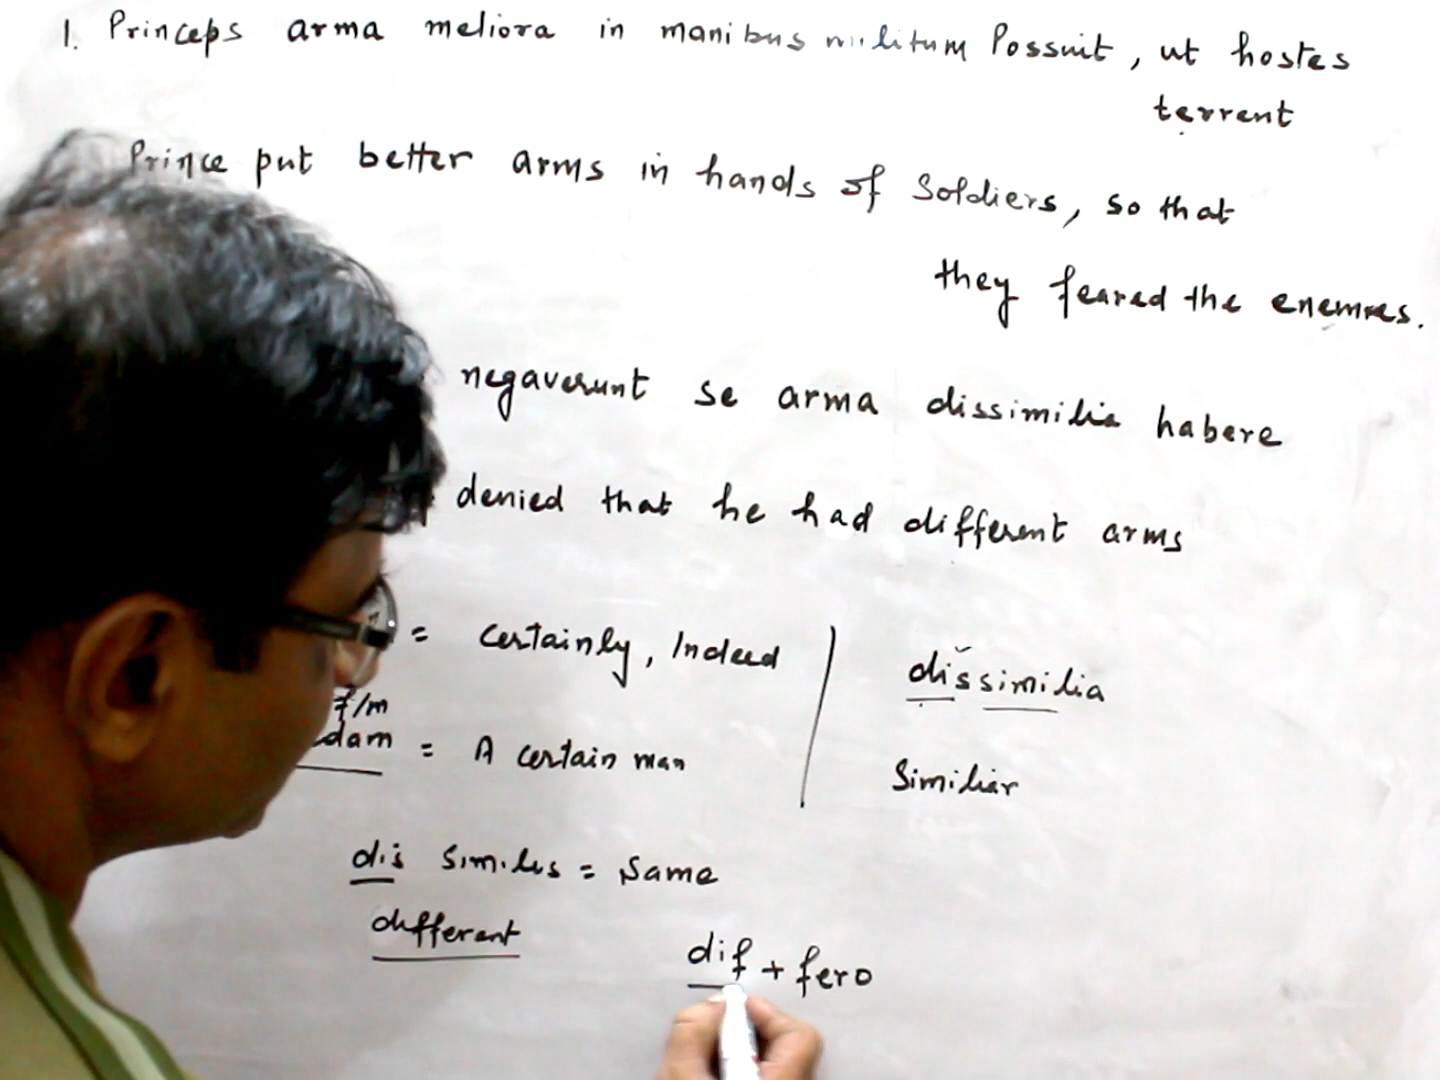 1. Princeps arma meliora in manibus militum Possuit, ut hostes
terrent
Prince put better arms in hands of Soldiers, so that
they feared the enemies.
negaverunt se arma dissimilia habere
denied that he had different arms
= Certainly, Indeed
dissimilia
f/m
dam = A certain man
Similiar
dis similis = Same
different
dif + fero